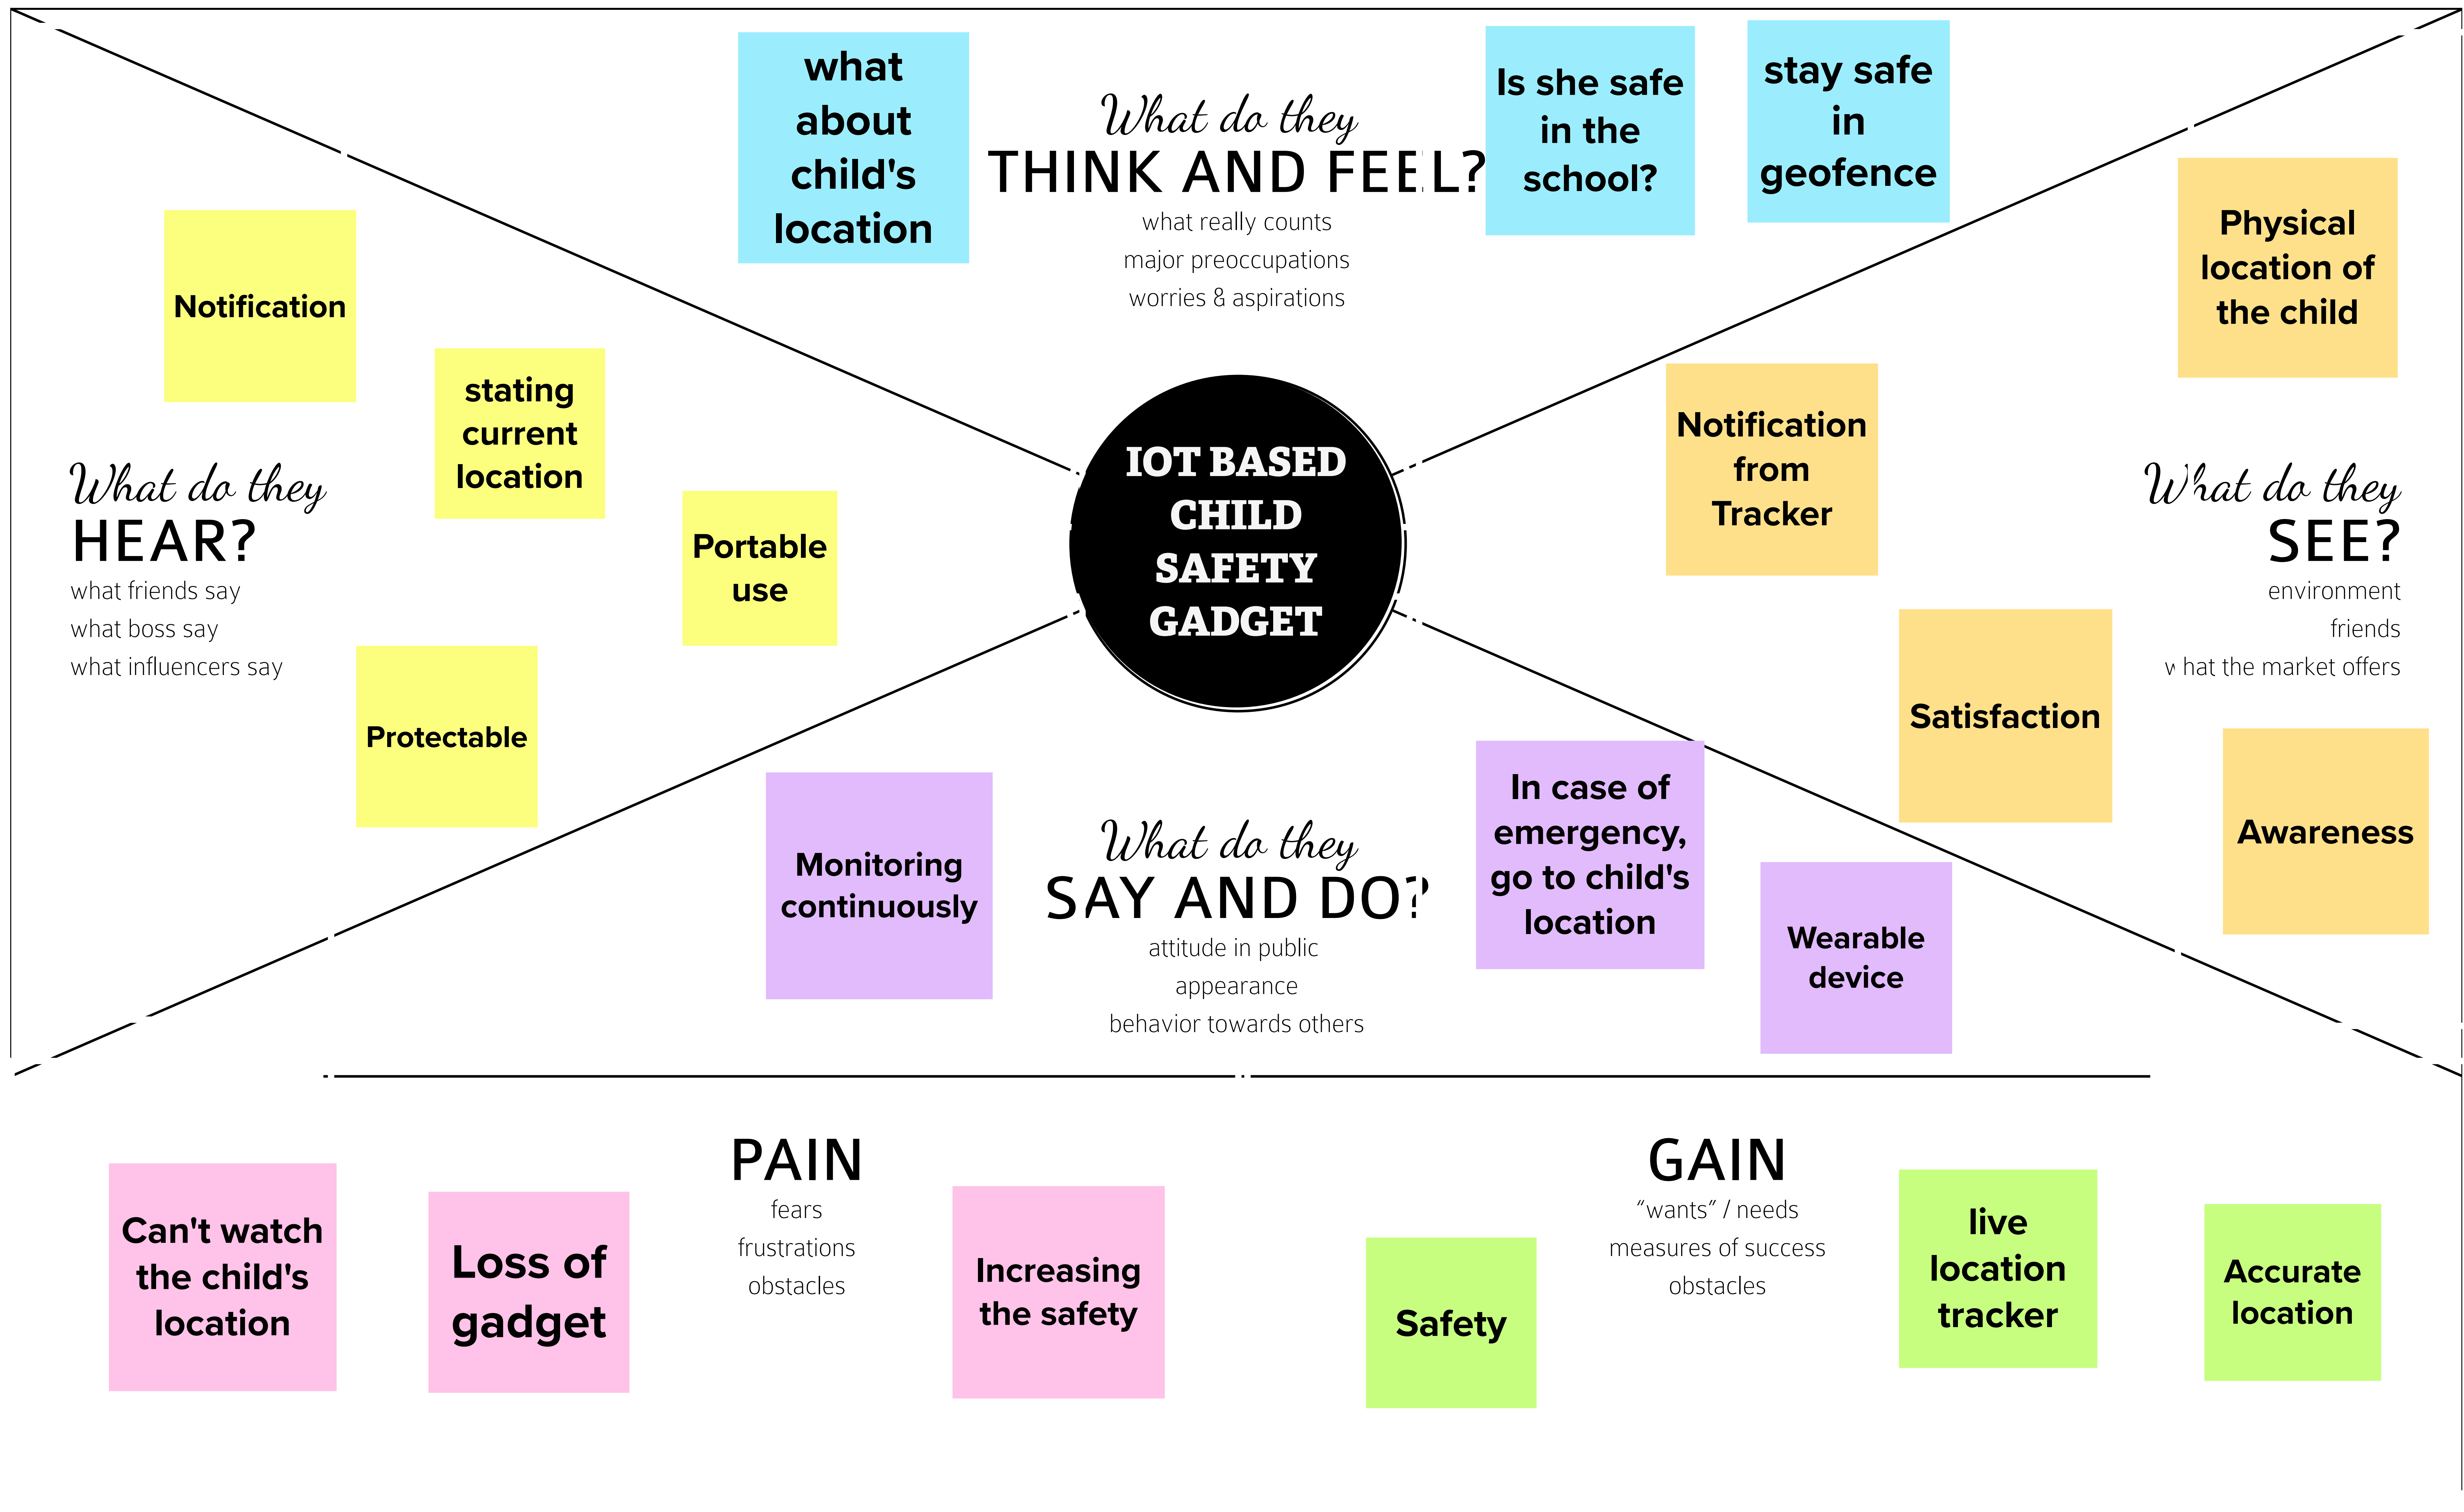 what
about
child's
location
What do they
THINK AND FEEL?
what really counts
major preoccupations
worries & aspirations
Is she safe
in the
school?
stay safe
in
geofence
Notification
stating
current
location
Portable
use
Protectable
What do they
HEAR?
what friends say
what boss say
what influencers say
IOT BASED
CHILD
SAFETY
GADGET
Physical
location of
the child
Notification
from
Tracker
What do they
SEE?
environment
friends
what the market offers
Satisfaction
Awareness
Monitoring
continuously
What do they
SAY AND DO?
attitude in public
appearance
behavior towards others
In case of
emergency,
go to child's
location
Wearable
device
PAIN
fears
frustrations
obstacles
Can't watch
the child's
location
Loss of
gadget
Increasing
the safety
GAIN
“wants” / needs
measures of success
obstacles
Safety
live
location
tracker
Accurate
location